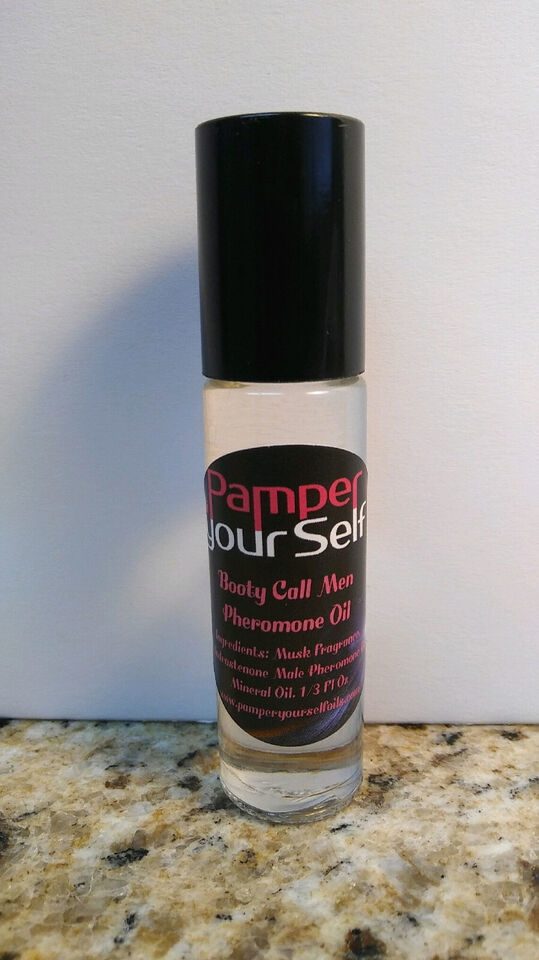 Pamper
your Self
Booty Call Men
Pheromone Oil
Ingredients: Musk Fragrance,
Male Pheromone
Mineral Oil. 1/3 Fl Oz
www.pamperyourselfoils.com